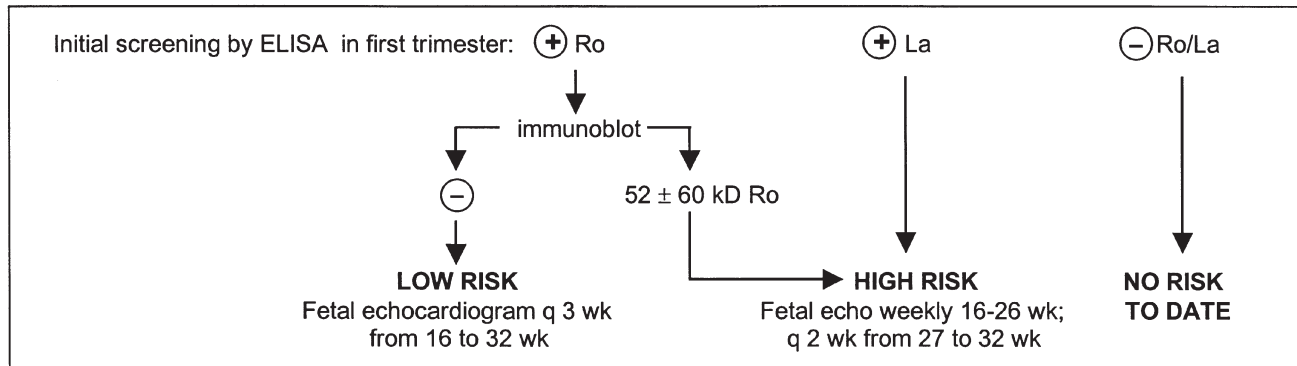 Initial screening by ELISA in first trimester: + Ro + La − Ro/La
immunoblot
− 52 ± 60 kD Ro
LOW RISK HIGH RISK NO RISK
Fetal echocardiogram q 3 wk Fetal echo weekly 16-26 wk; TO DATE
from 16 to 32 wk q 2 wk from 27 to 32 wk